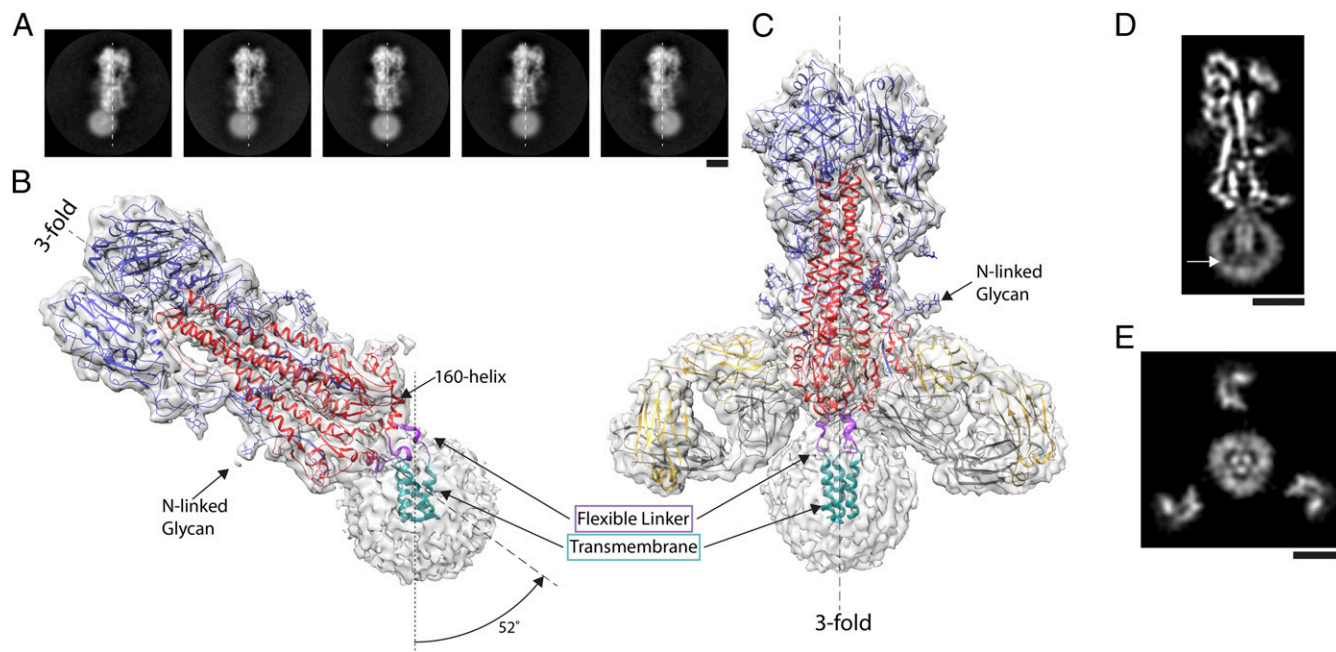 A
C
D
B
3-fold
N-linked
Glycan
160-helix
E
N-linked
Glycan
Flexible Linker
Transmembrane
52°
3-fold